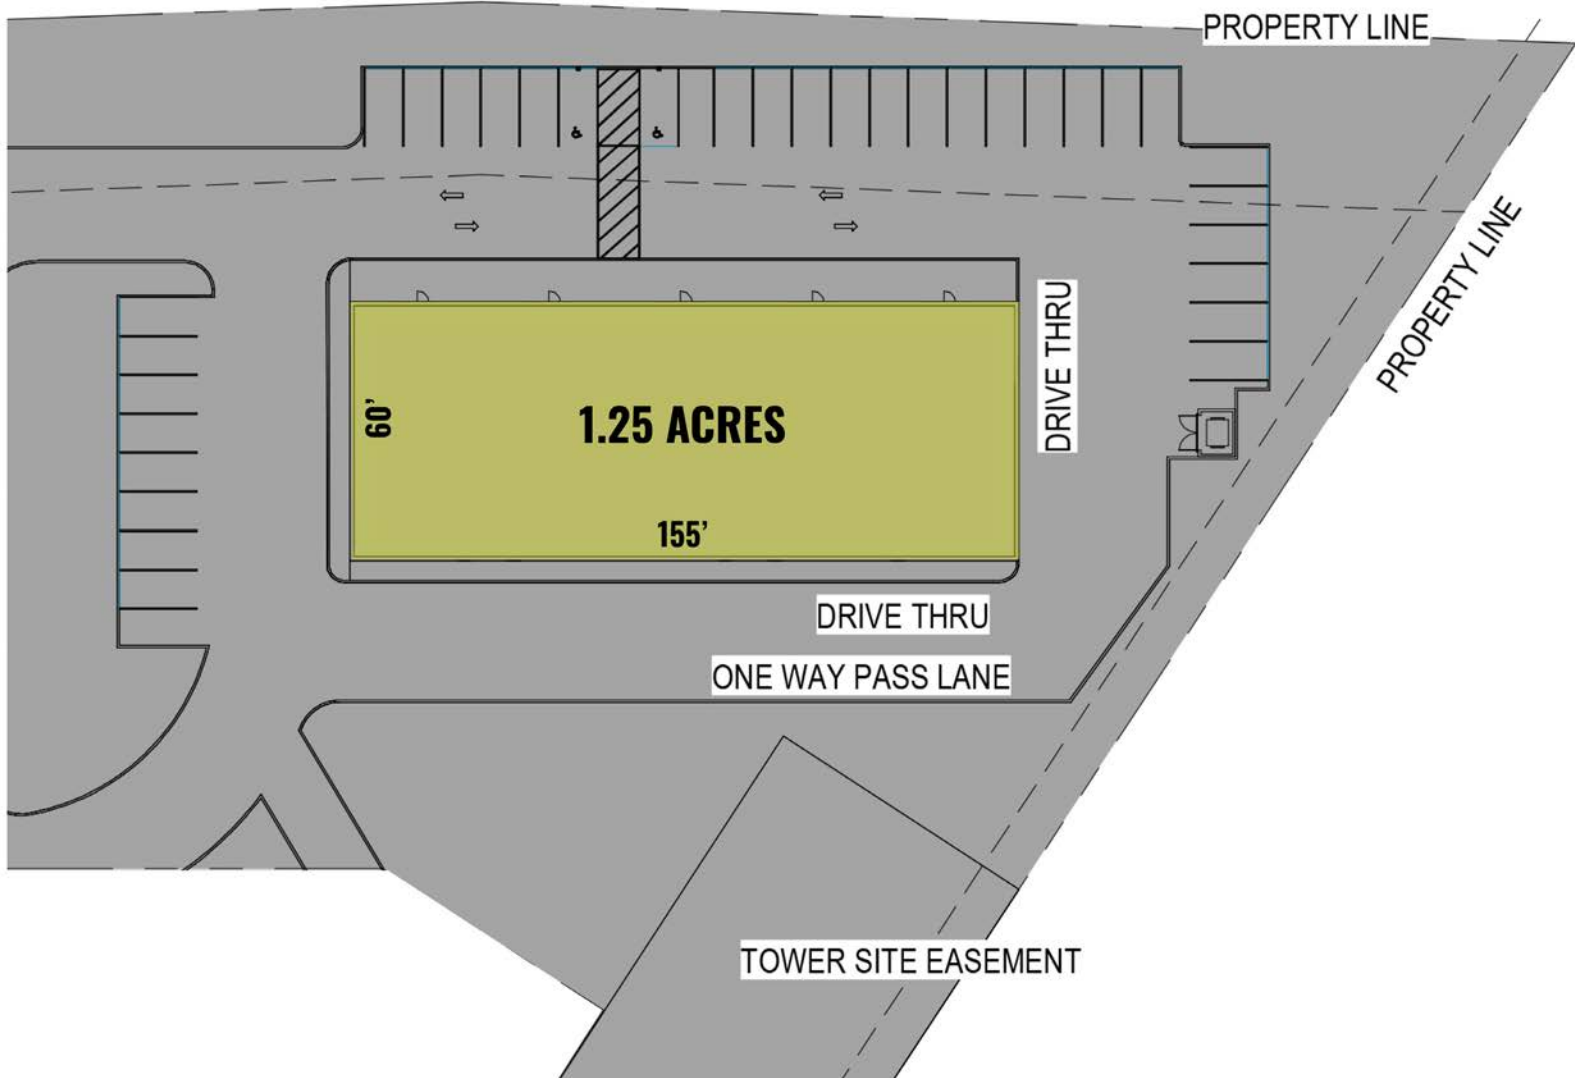 PROPERTY LINE
PROPERTY LINE
DRIVE THRU
60'
1.25 ACRES
155'
DRIVE THRU
ONE WAY PASS LANE
TOWER SITE EASEMENT